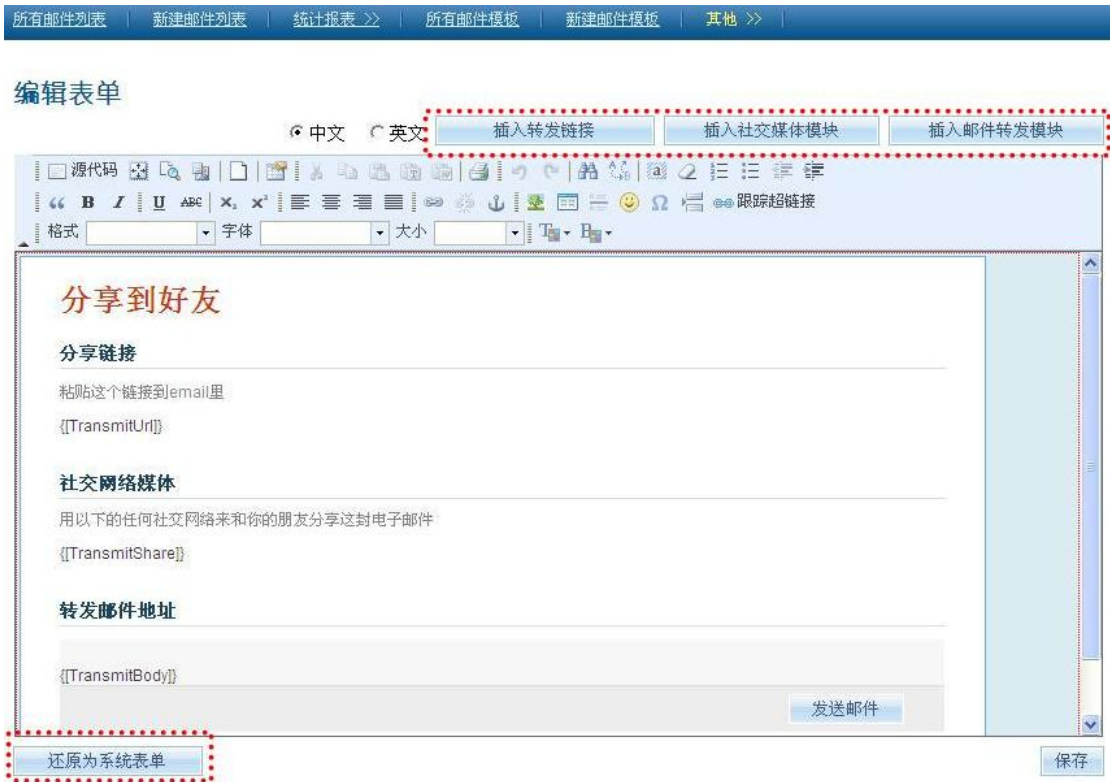 所有邮件列表 | 新建邮件列表 | 统计报表 >> | 所有邮件模板 | 新建邮件模板 | 其他 >> |
编辑表单
中文 英文 插入转发链接 插入社交媒体模块 插入邮件转发模块
源代码
“ B I U ABC X₂ X² Ω 跟踪超链接
格式 字体 大小
分享到好友
分享链接
粘贴这个链接到email里
{[TransmitUrl]}
社交网络媒体
用以下的任何社交网络来和你的朋友分享这封电子邮件
{[TransmitShare]}
转发邮件地址
{[TransmitBody]}
发送邮件
还原为系统表单 保存